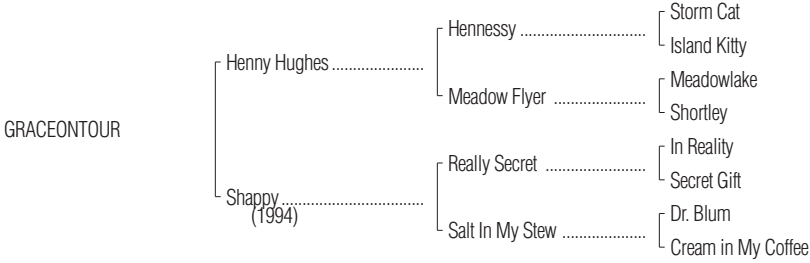 Storm Cat
Hennessy ..............................
Island Kitty
Henny Hughes ......................
Meadowlake
Meadow Flyer ......................
Shortley
GRACEONTOUR
In Reality
Really Secret ........................
Secret Gift
Shappy ..................................
(1994)
Dr. Blum
Salt In My Stew ....................
Cream in My Coffee